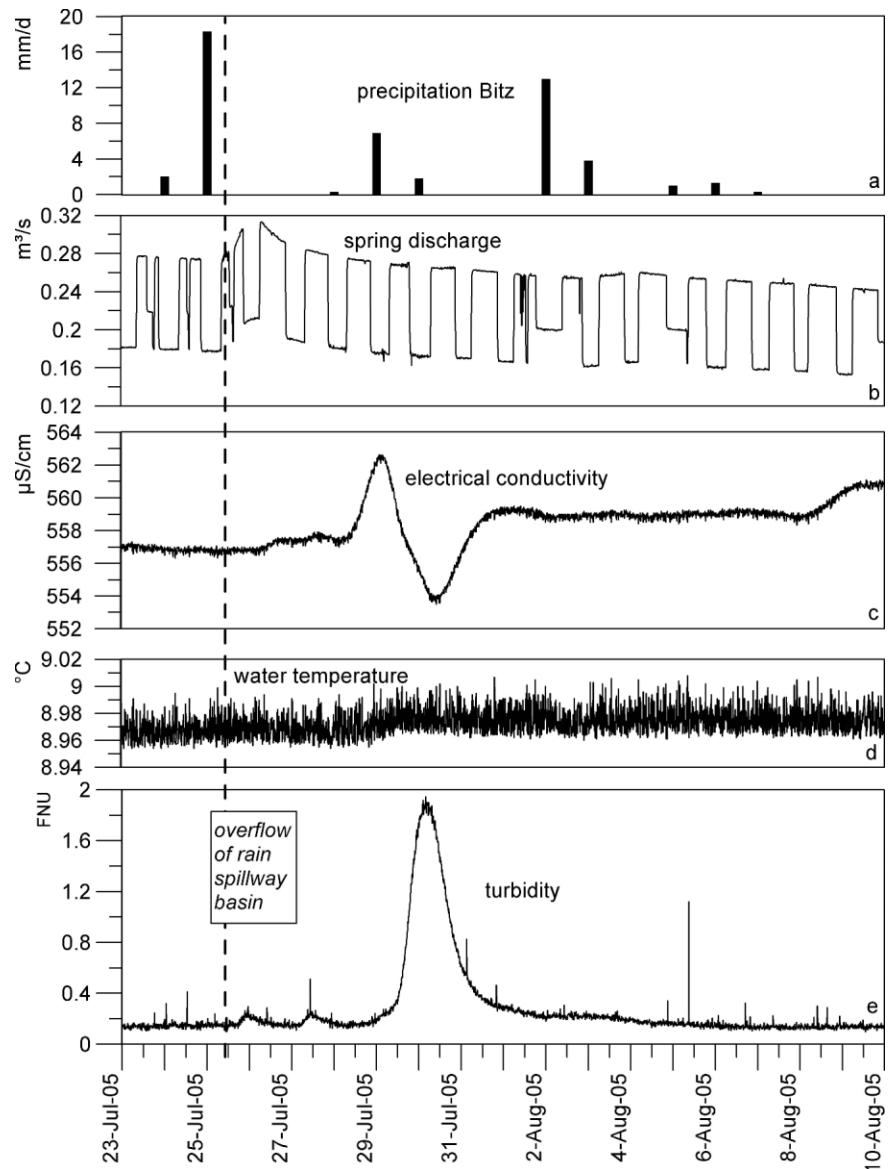 mm/d
20
16
12
8
4
0
precipitation Bitz
a
m³/s
0.32
0.28
0.24
0.2
0.16
0.12
spring discharge
b
µS/cm
564
562
560
558
556
554
552
electrical conductivity
c
°C
9.02
9
8.98
8.96
8.94
water temperature
d
FNU
2
1.6
1.2
0.8
0.4
0
overflow
of rain
spillway
basin
turbidity
e
23-Jul-05
25-Jul-05
27-Jul-05
29-Jul-05
31-Jul-05
2-Aug-05
4-Aug-05
6-Aug-05
8-Aug-05
10-Aug-05